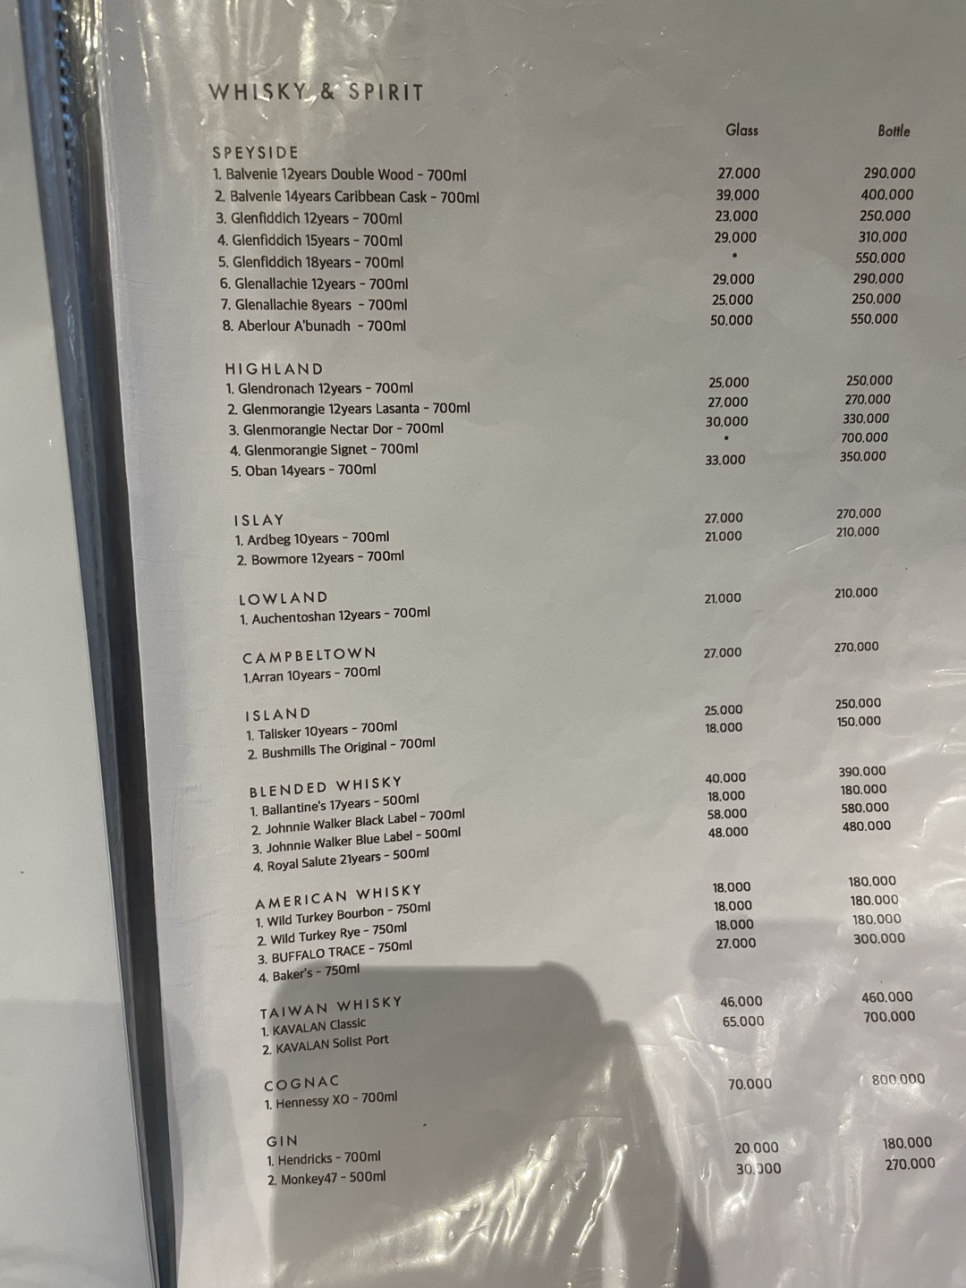 WHISKY & SPIRIT
Glass Bottle
SPEYSIDE
1. Balvenie 12years Double Wood - 700ml 27.000 290.000
2. Balvenie 14years Caribbean Cask - 700ml 39.000 400.000
3. Glenfiddich 12years - 700ml 23.000 250.000
4. Glenfiddich 15years - 700ml 29.000 310.000
5. Glenfiddich 18years - 700ml • 550.000
6. Glenallachie 12years - 700ml 29.000 290.000
7. Glenallachie 8years - 700ml 25.000 250.000
8. Aberlour A'bunadh - 700ml 50.000 550.000
HIGHLAND
1. Glendronach 12years - 700ml 25.000 250.000
2. Glenmorangie 12years Lasanta - 700ml 27.000 270.000
3. Glenmorangie Nectar Dor - 700ml 30.000 330.000
4. Glenmorangie Signet - 700ml • 700.000
5. Oban 14years - 700ml 33.000 350.000
ISLAY
1. Ardbeg 10years - 700ml 27.000 270.000
2. Bowmore 12years - 700ml 21.000 210.000
LOWLAND
1. Auchentoshan 12years - 700ml 21.000 210.000
CAMPBELTOWN
1.Arran 10years - 700ml 27.000 270.000
ISLAND
1. Talisker 10years - 700ml 25.000 250.000
2. Bushmills The Original - 700ml 18.000 150.000
BLENDED WHISKY
1. Ballantine's 17years - 500ml 40.000 390.000
2. Johnnie Walker Black Label - 700ml 18.000 180.000
3. Johnnie Walker Blue Label - 500ml 58.000 580.000
4. Royal Salute 21years - 500ml 48.000 480.000
AMERICAN WHISKY
1. Wild Turkey Bourbon - 750ml 18.000 180.000
2. Wild Turkey Rye - 750ml 18.000 180.000
3. BUFFALO TRACE - 750ml 18.000 180.000
4. Baker's - 750ml 27.000 300.000
TAIWAN WHISKY
1. KAVALAN Classic 46.000 460.000
2. KAVALAN Solist Port 65.000 700.000
COGNAC
1. Hennessy XO - 700ml 70.000 800.000
GIN
1. Hendricks - 700ml 20.000 180.000
2. Monkey47 - 500ml 30.000 270.000